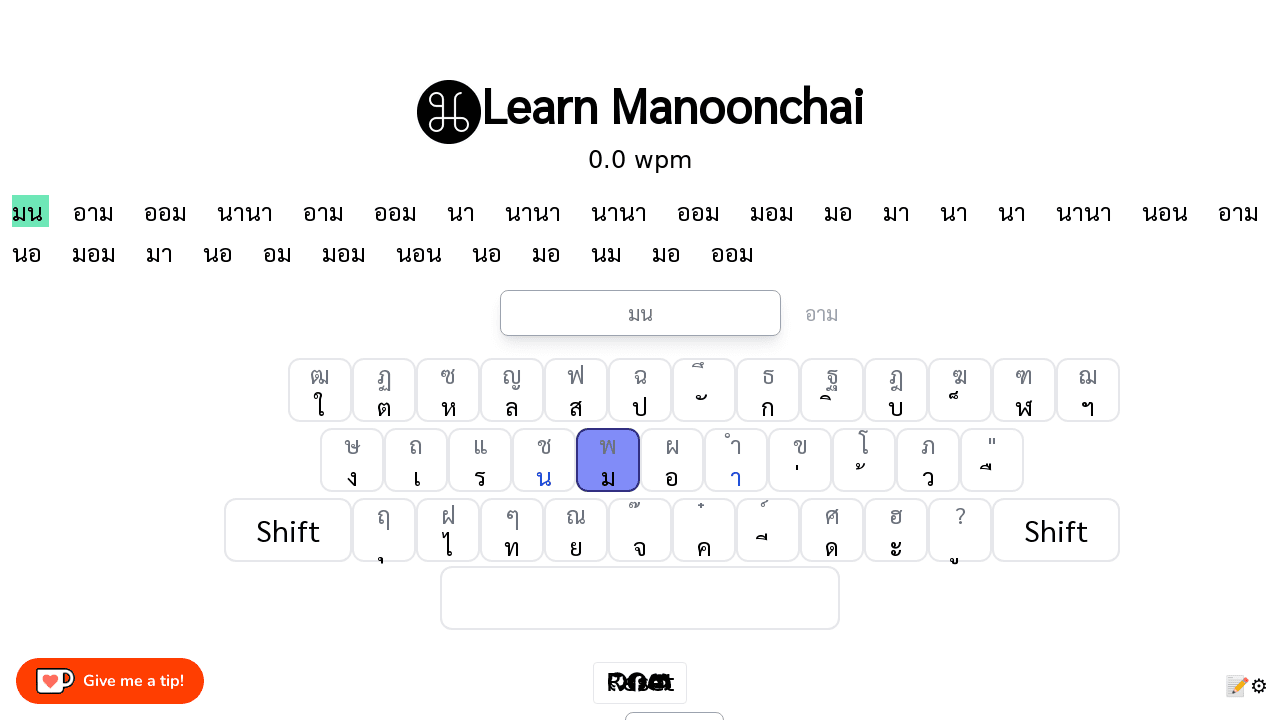 Learn Manoonchai
0.0 wpm
มน อาม ออม นานา อาม ออม นา นานา นานา ออม มอม มอ มา นา นา นานา นอน อาม
นอ มอม มา นอ อม มอม นอน นอ มอ นม มอ ออม
มน อาม
ฒ ฏ ซ ญ ฟ ฉ ึ ธ ฐ ฎ ฆ ฑ ฌ
ใ ต ห ล ส ป ั ก ิ บ ็ ฬ ฯ
ษ ถ แ ช พ ผ ำ ข โ ภ "
ง เ ร น ม อ า ่ ้ ว ื
Shift ฤ ฝ ๆ ณ ๊ ๋ ์ ศ ฮ ? Shift
ุ ไ ท ย จ ค ี ด ะ ู
Give me a tip!